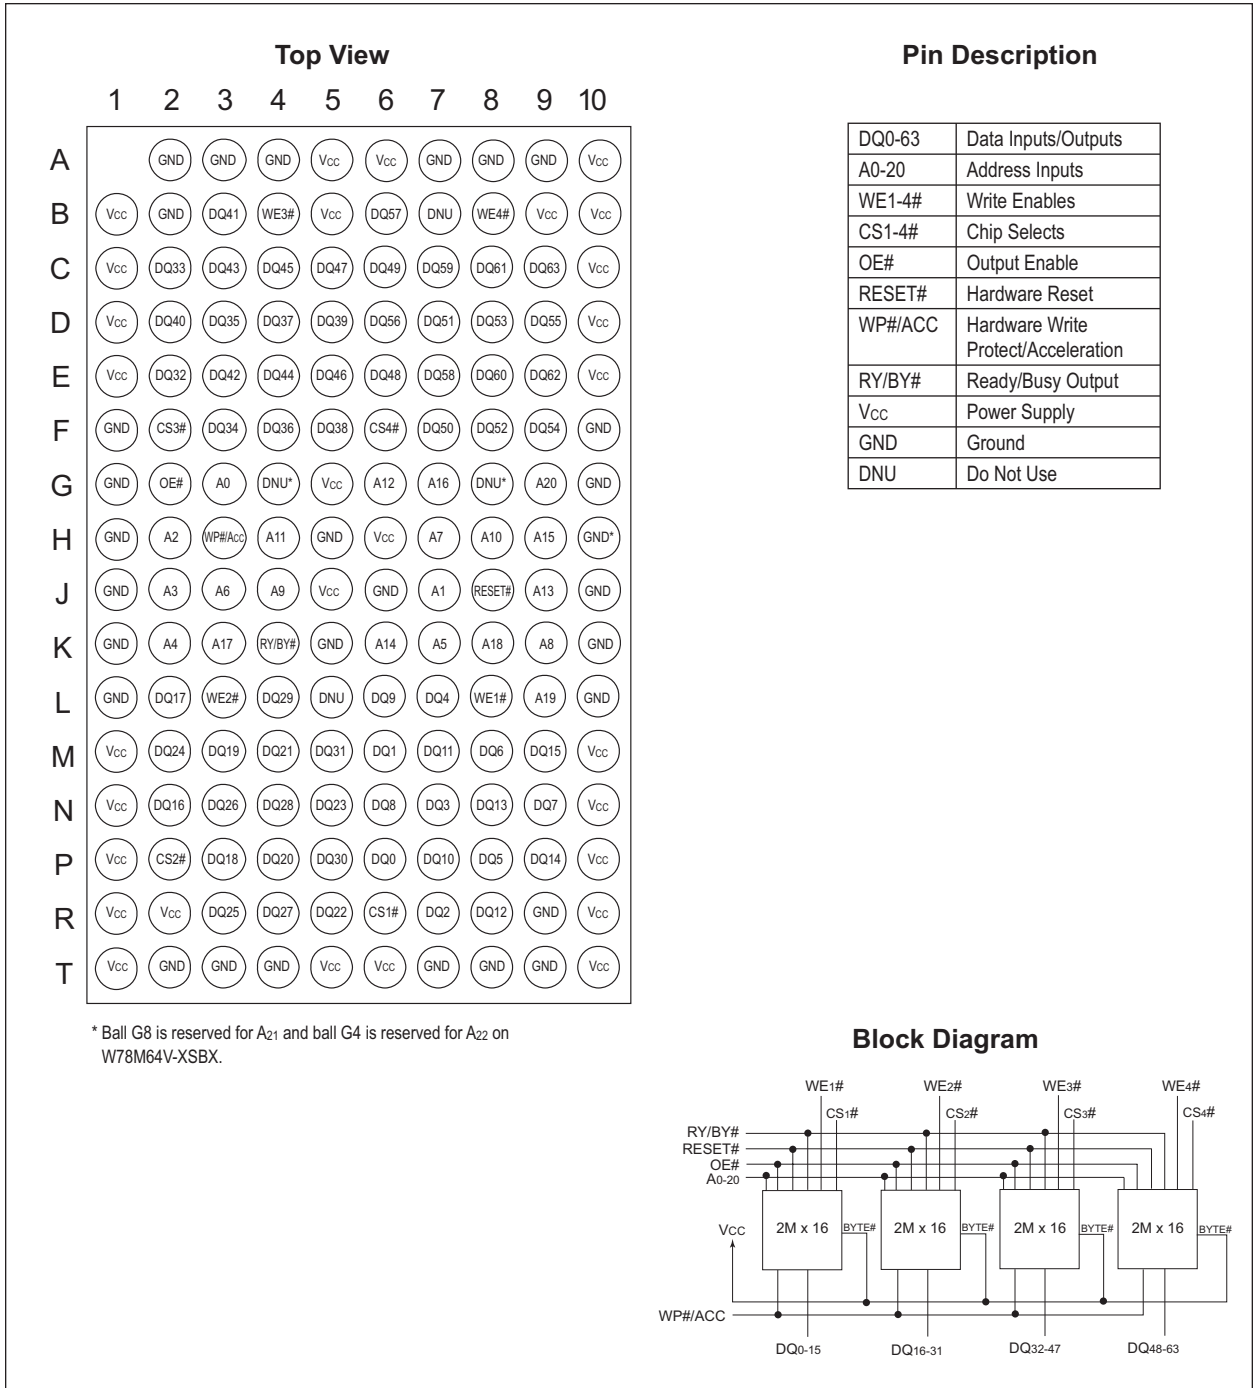 Top View
1 2 3 4 5 6 7 8 9 10
A GND GND GND VCC VCC GND GND GND VCC
B VCC GND DQ41 WE3# VCC DQ57 DNU WE4# VCC VCC
C VCC DQ33 DQ43 DQ45 DQ47 DQ49 DQ59 DQ61 DQ63 VCC
D VCC DQ40 DQ35 DQ37 DQ39 DQ56 DQ51 DQ53 DQ55 VCC
E VCC DQ32 DQ42 DQ44 DQ46 DQ48 DQ58 DQ60 DQ62 VCC
F GND CS3# DQ34 DQ36 DQ38 CS4# DQ50 DQ52 DQ54 GND
G GND OE# A0 DNU* VCC A12 A16 DNU* A20 GND
H GND A2 WP#/ACC A11 GND VCC A7 A10 A15 GND*
J GND A3 A6 A9 VCC GND A1 RESET# A13 GND
K GND A4 A17 RY/BY# GND A14 A5 A18 A8 GND
L GND DQ17 WE2# DQ29 DNU DQ9 DQ4 WE1# A19 GND
M VCC DQ24 DQ19 DQ21 DQ31 DQ1 DQ11 DQ6 DQ15 VCC
N VCC DQ16 DQ26 DQ28 DQ23 DQ8 DQ3 DQ13 DQ7 VCC
P VCC CS2# DQ18 DQ20 DQ30 DQ0 DQ10 DQ5 DQ14 VCC
R VCC VCC DQ25 DQ27 DQ22 CS1# DQ2 DQ12 GND VCC
T VCC GND GND GND VCC VCC GND GND GND VCC
* Ball G8 is reserved for A21 and ball G4 is reserved for A22 on
W78M64V-XSBX.
Pin Description
DQ0-63 Data Inputs/Outputs
A0-20 Address Inputs
WE1-4# Write Enables
CS1-4# Chip Selects
OE# Output Enable
RESET# Hardware Reset
WP#/ACC Hardware Write
Protect/Acceleration
RY/BY# Ready/Busy Output
VCC Power Supply
GND Ground
DNU Do Not Use
Block Diagram
WE1# WE2# WE3# WE4#
CS1# CS2# CS3# CS4#
RY/BY#
RESET#
OE#
A0-20
VCC 2M x 16 BYTE# 2M x 16 BYTE# 2M x 16 BYTE# 2M x 16 BYTE#
WP#/ACC
DQ0-15 DQ16-31 DQ32-47 DQ48-63